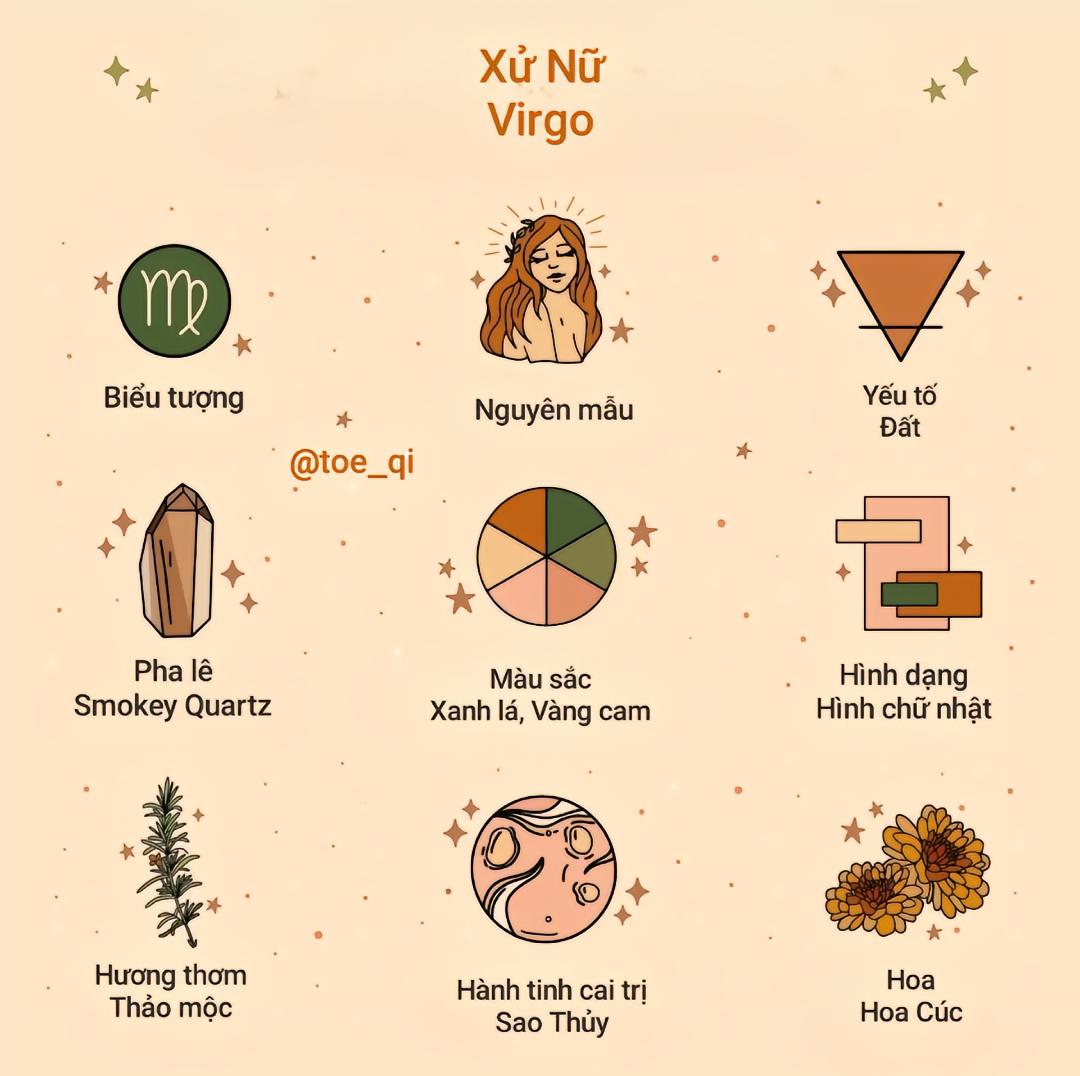 Xử Nữ
Virgo
Biểu tượng
Nguyên mẫu
Yếu tố
Đất
@toe_qi
Pha lê
Smokey Quartz
Màu sắc
Xanh lá, Vàng cam
Hình dạng
Hình chữ nhật
Hương thơm
Thảo mộc
Hành tinh cai trị
Sao Thủy
Hoa
Hoa Cúc